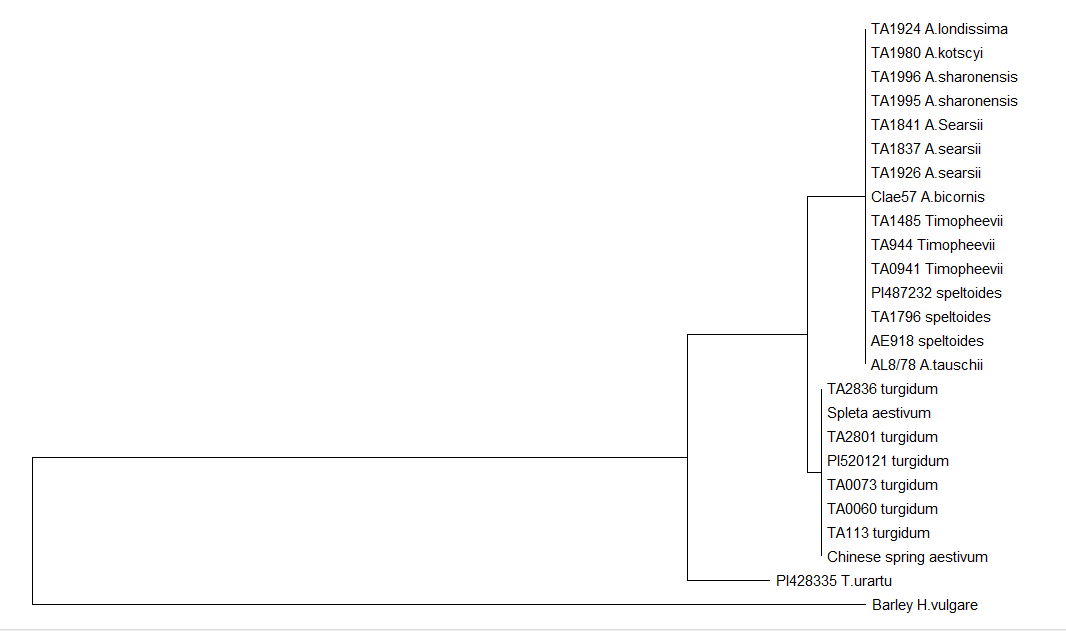 TA1924 A.londissima
TA1980 A.kotscyi
TA1996 A.sharonensis
TA1995 A.sharonensis
TA1841 A.Searsii
TA1837 A.searsii
TA1926 A.searsii
Clae57 A.bicornis
TA1485 Timopheevii
TA944 Timopheevii
TA0941 Timopheevii
PI487232 speltoides
TA1796 speltoides
AE918 speltoides
AL8/78 A.tauschii
TA2836 turgidum
Spleta aestivum
TA2801 turgidum
PI520121 turgidum
TA0073 turgidum
TA0060 turgidum
TA113 turgidum
Chinese spring aestivum
PI428335 T.urartu
Barley H.vulgare